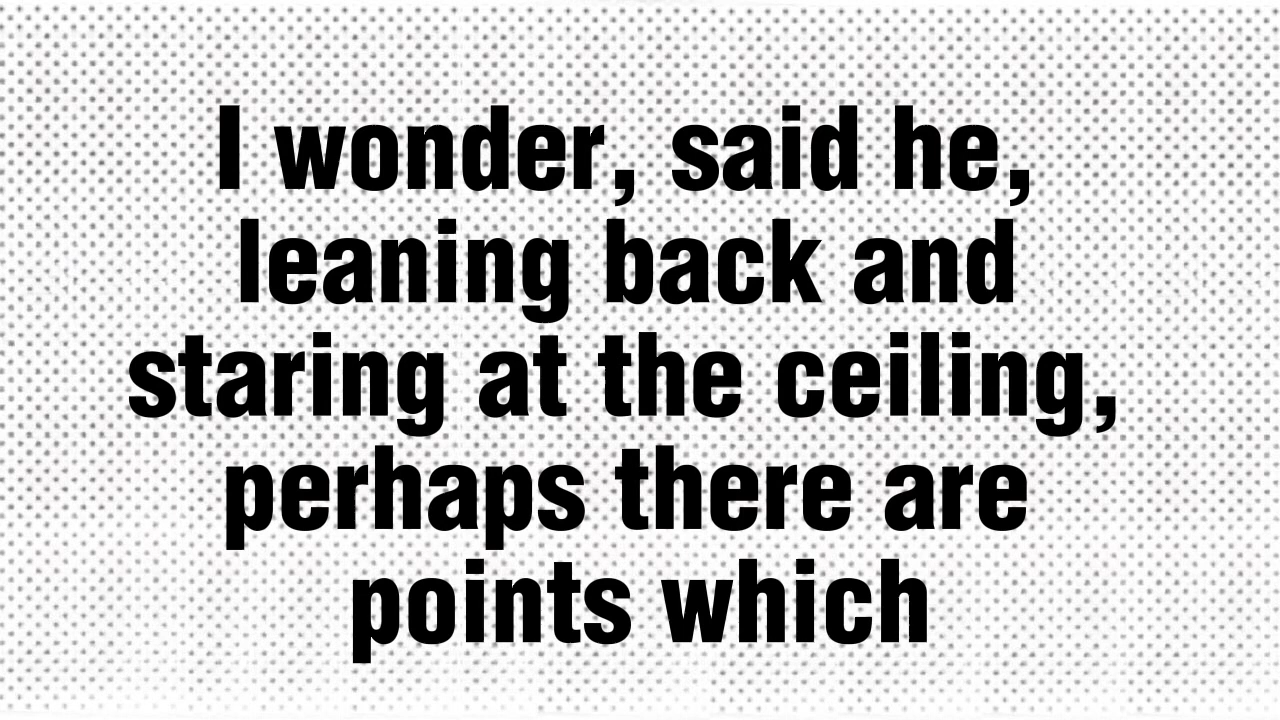 I wonder, said he,
leaning back and
staring at the ceiling,
perhaps there are
points which